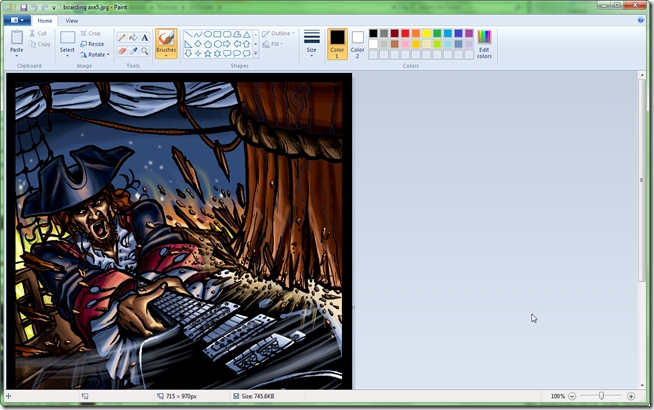 boarding axe5.jpg - Paint
Home View
Paste Cut Copy
Select Crop Resize Rotate
Brushes
Outline Fill
Size
Color 1 Color 2
Edit colors
Clipboard Image Tools Shapes Colors
715 × 970px Size: 745.6KB 100%